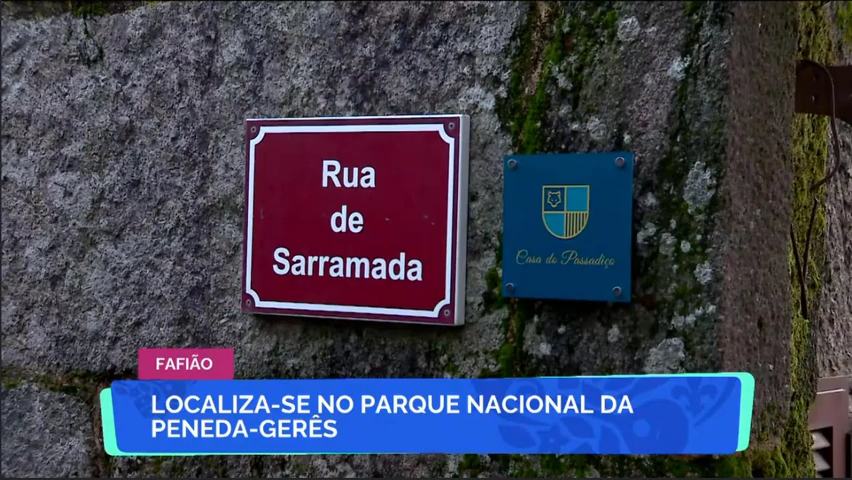 Rua
de
Sarramada
Casa do Passadiço
FAFIÃO
LOCALIZA-SE NO PARQUE NACIONAL DA
PENEDA-GERÊS